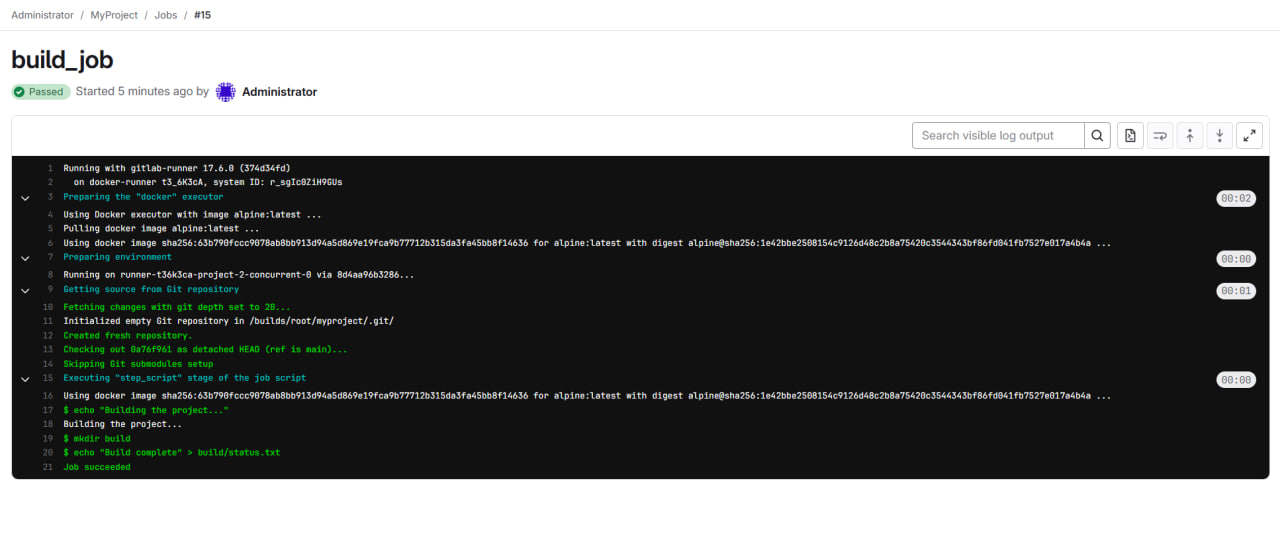 Administrator / MyProject / Jobs / #15
build_job
Passed Started 5 minutes ago by Administrator
Search visible log output
1 Running with gitlab-runner 17.6.0 (374d34fd)
2 on docker-runner t3_6K3cA, system ID: r_sgIc0ZiH9GUs
3 Preparing the "docker" executor 00:02
4 Using Docker executor with image alpine:latest ...
5 Pulling docker image alpine:latest ...
6 Using docker image sha256:63b790fccc9078ab8bb913d94a5d869e19fca9b77712b315da3fa45bb8f14636 for alpine:latest with digest alpine@sha256:1e42bbe2508154c9126d48c2b8a75420c3544343bf86fd041fb7527e017a4b4a ...
7 Preparing environment 00:00
8 Running on runner-t36k3ca-project-2-concurrent-0 via 8d4aa96b3286...
9 Getting source from Git repository 00:01
10 Fetching changes with git depth set to 20...
11 Initialized empty Git repository in /builds/root/myproject/.git/
12 Created fresh repository.
13 Checking out 0a76f961 as detached HEAD (ref is main)...
14 Skipping Git submodules setup
15 Executing "step_script" stage of the job script 00:00
16 Using docker image sha256:63b790fccc9078ab8bb913d94a5d869e19fca9b77712b315da3fa45bb8f14636 for alpine:latest with digest alpine@sha256:1e42bbe2508154c9126d48c2b8a75420c3544343bf86fd041fb7527e017a4b4a ...
17 $ echo "Building the project..."
18 Building the project...
19 $ mkdir build
20 $ echo "Build complete" > build/status.txt
21 Job succeeded